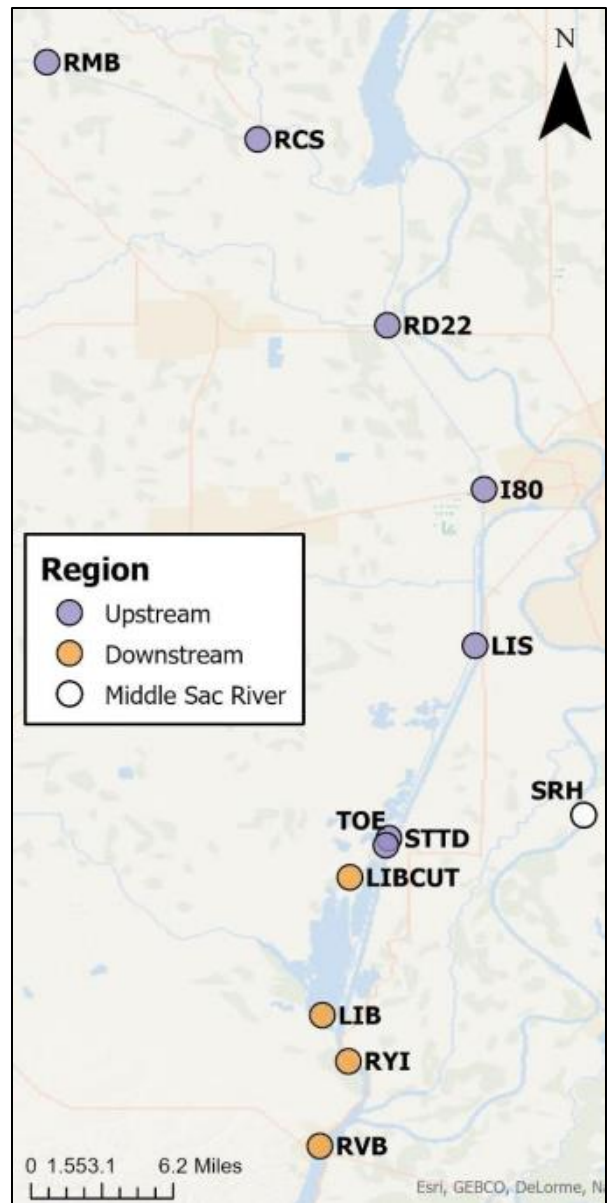 N
RMB
RCS
RD22
I80
Region
Upstream
Downstream
Middle Sac River
LIS
SRH
TOE
STTD
LIBCUT
LIB
RYI
RVB
0 1.553.1 6.2 Miles
Esri, GEBCO, DeLorme, N